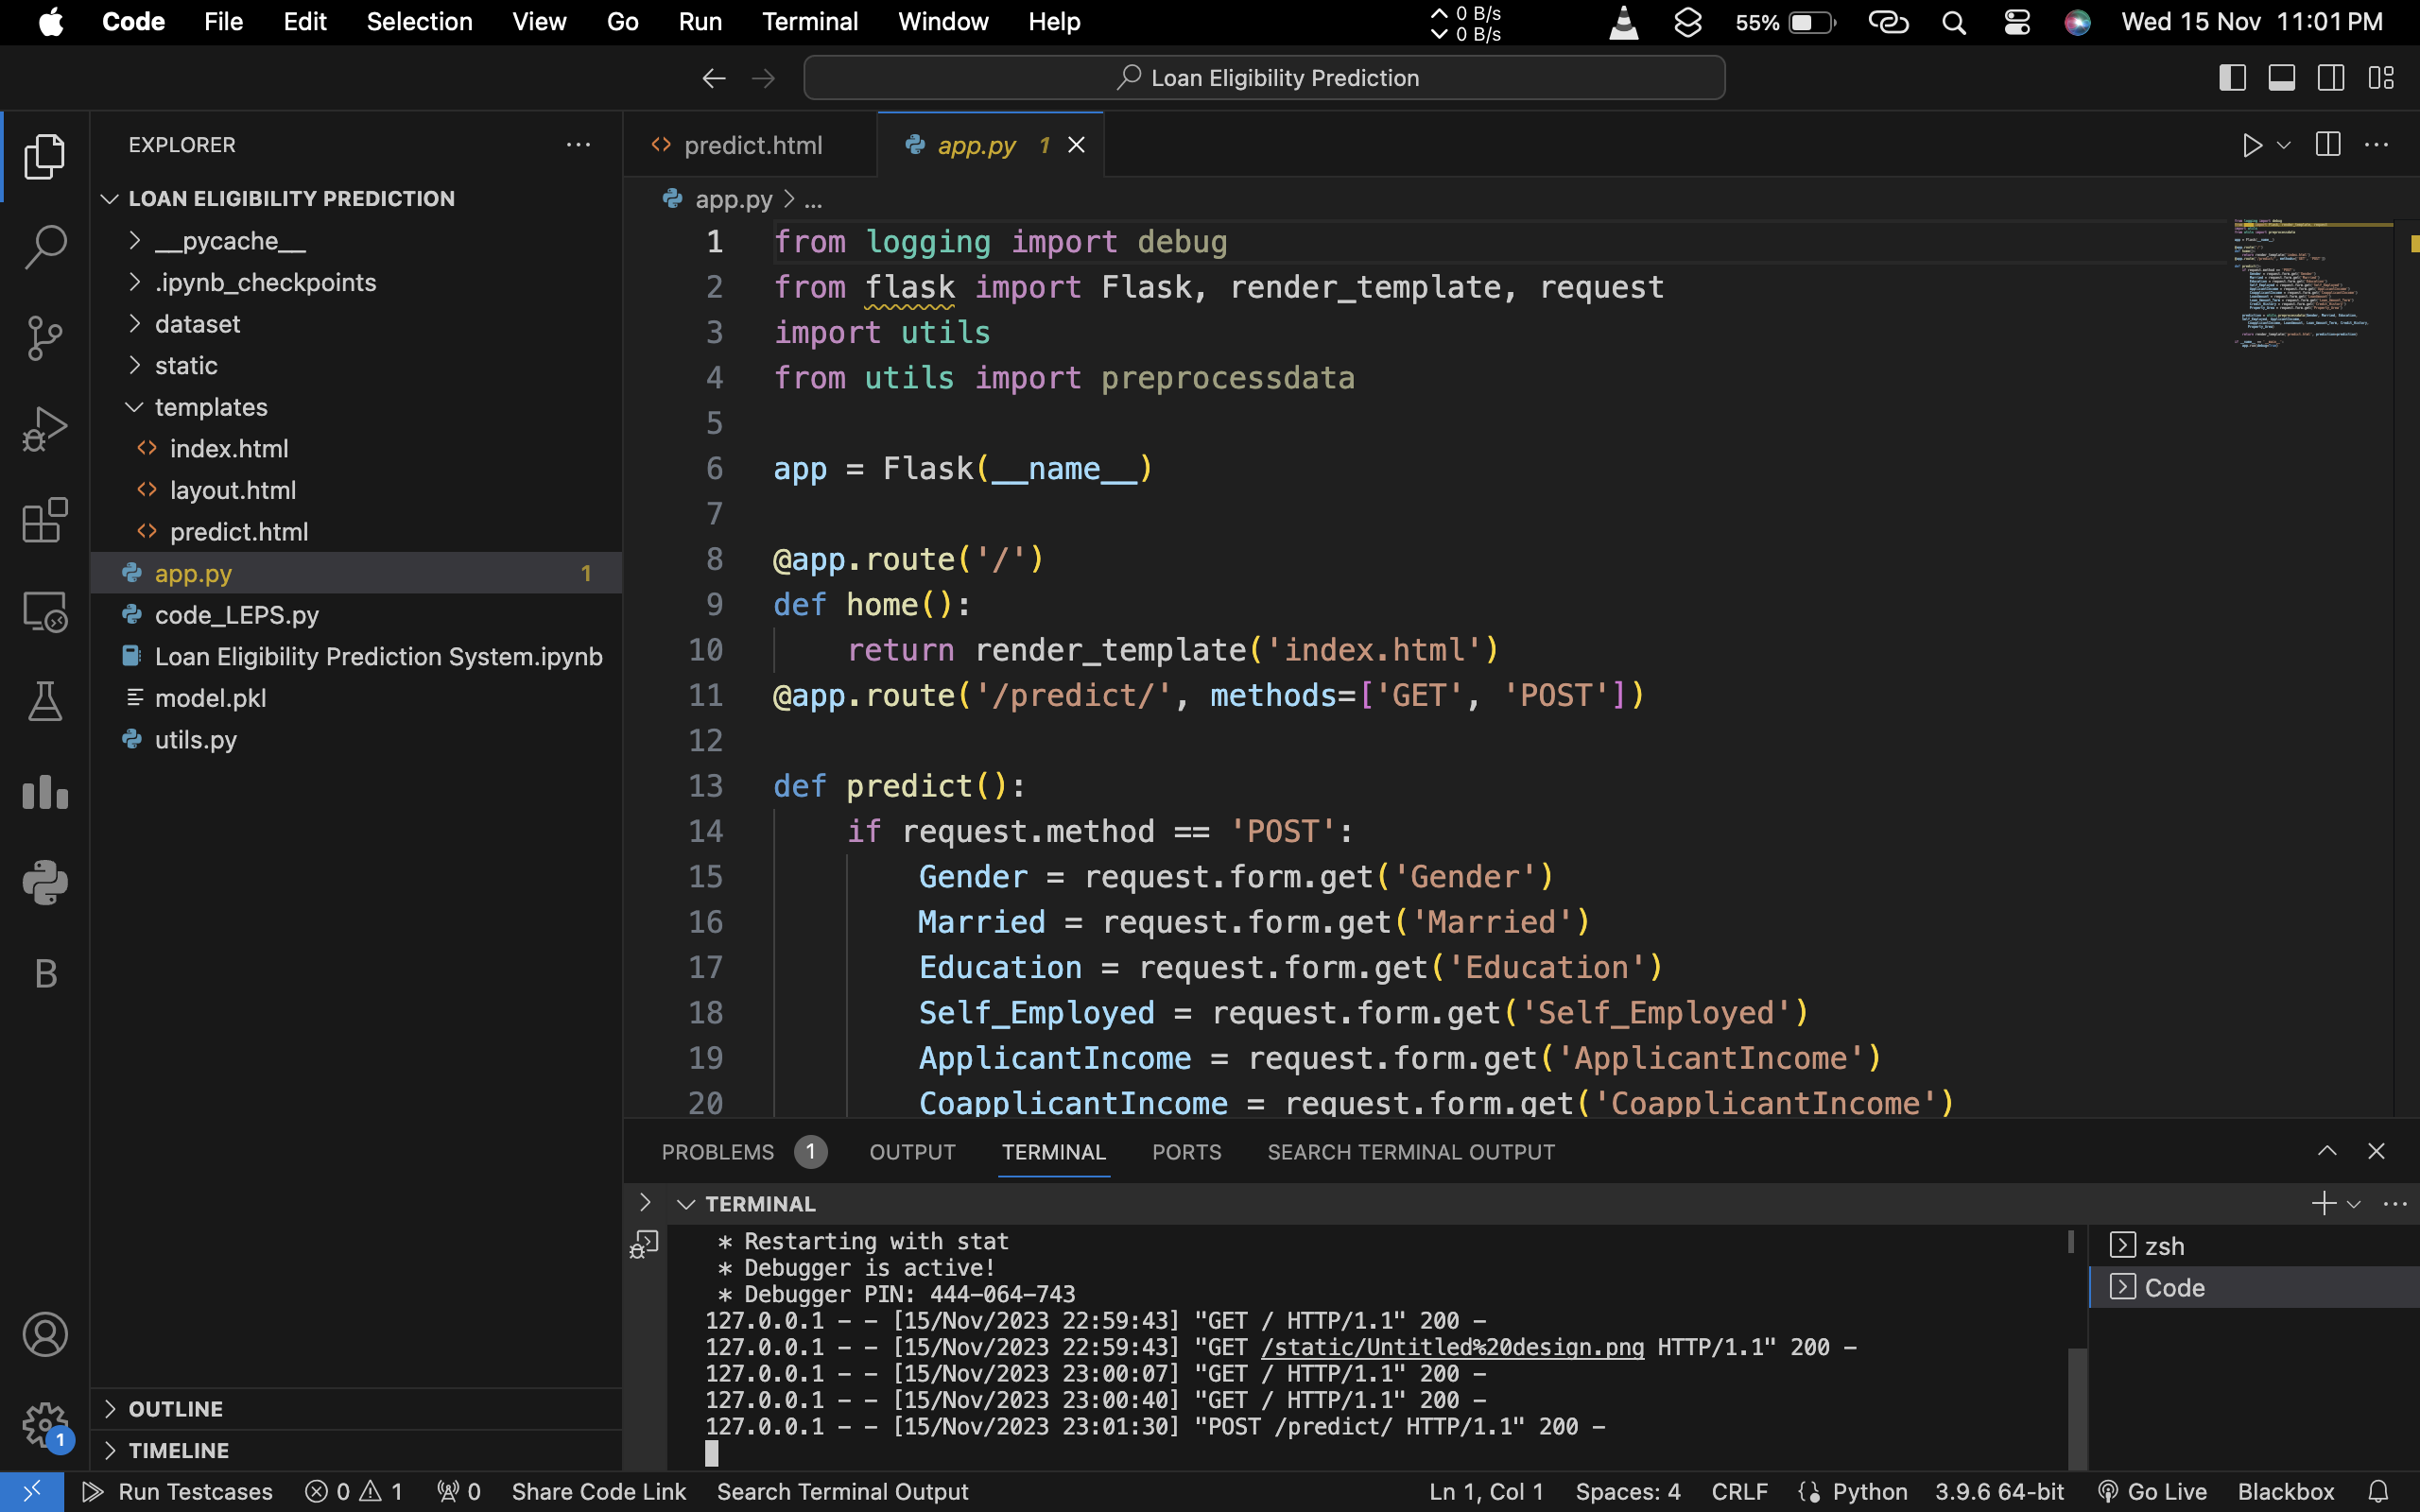 Code File Edit Selection View Go Run Terminal Window Help
0 B/s
0 B/s
55%
Wed 15 Nov 11:01 PM
Loan Eligibility Prediction
EXPLORER
LOAN ELIGIBILITY PREDICTION
__pycache__
.ipynb_checkpoints
dataset
static
templates
index.html
layout.html
predict.html
app.py 1
code_LEPS.py
Loan Eligibility Prediction System.ipynb
model.pkl
utils.py
B
OUTLINE
TIMELINE
1
predict.html
app.py 1
app.py > ...
1 from logging import debug
2 from flask import Flask, render_template, request
3 import utils
4 from utils import preprocessdata
5
6 app = Flask(__name__)
7
8 @app.route('/')
9 def home():
10 return render_template('index.html')
11 @app.route('/predict/', methods=['GET', 'POST'])
12
13 def predict():
14 if request.method == 'POST':
15 Gender = request.form.get('Gender')
16 Married = request.form.get('Married')
17 Education = request.form.get('Education')
18 Self_Employed = request.form.get('Self_Employed')
19 ApplicantIncome = request.form.get('ApplicantIncome')
20 CoapplicantIncome = request.form.get('CoapplicantIncome')
PROBLEMS 1 OUTPUT TERMINAL PORTS SEARCH TERMINAL OUTPUT
TERMINAL
* Restarting with stat
* Debugger is active!
* Debugger PIN: 444-064-743
127.0.0.1 - - [15/Nov/2023 22:59:43] "GET / HTTP/1.1" 200 -
127.0.0.1 - - [15/Nov/2023 22:59:43] "GET /static/Untitled%20design.png HTTP/1.1" 200 -
127.0.0.1 - - [15/Nov/2023 23:00:07] "GET / HTTP/1.1" 200 -
127.0.0.1 - - [15/Nov/2023 23:00:40] "GET / HTTP/1.1" 200 -
127.0.0.1 - - [15/Nov/2023 23:01:30] "POST /predict/ HTTP/1.1" 200 -
zsh
Code
Run Testcases 0 1 0 Share Code Link Search Terminal Output
Ln 1, Col 1 Spaces: 4 CRLF Python 3.9.6 64-bit Go Live Blackbox